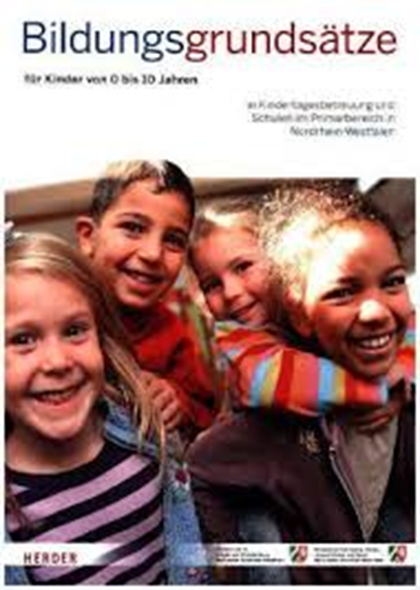 Bildungsgrundsätze
für Kinder von 0 bis 10 Jahren
in Kindertagesbetreuung und
Schulen im Primarbereich in
Nordrhein-Westfalen
HERDER